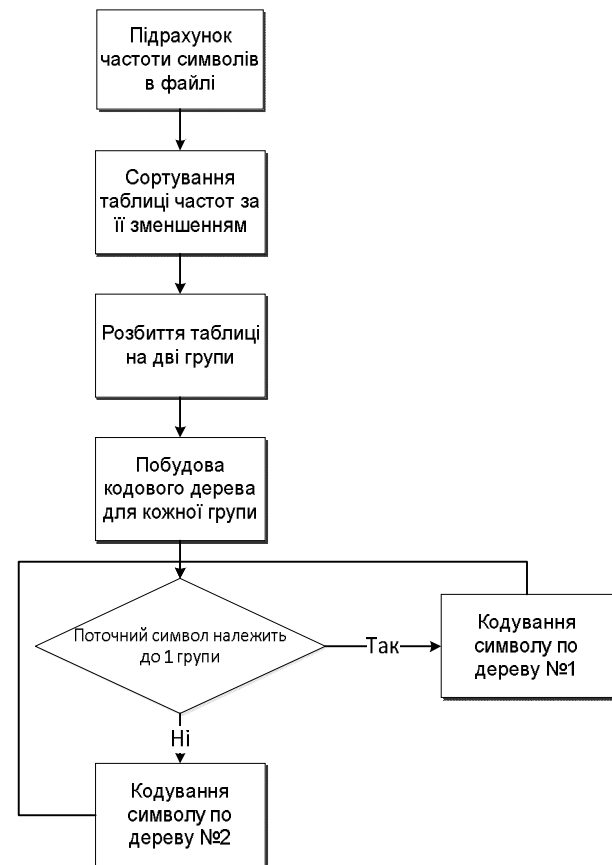 Підрахунок
частоти символів
в файлі
Сортування
таблиці частот за
її зменшенням
Розбиття таблиці
на дві групи
Побудова
кодового дерева
для кожної групи
Поточний символ належить
до 1 групи
Так
Кодування
символу по
дереву №1
Ні
Кодування
символу по
дереву №2